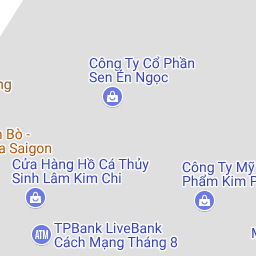 Công Ty Cổ Phần
Sen Én Ngọc
Bò -
Saigon
Cửa Hàng Hồ Cá Thủy
Sinh Lâm Kim Chi
Công Ty Mỹ
Phẩm Kim
ATM
TPBank LiveBank
Cách Mạng Tháng 8